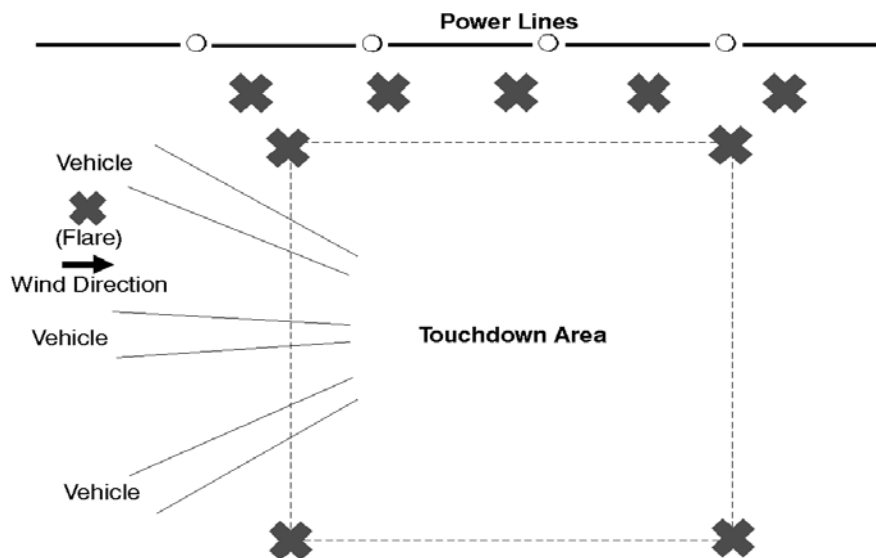 Power Lines
Vehicle
(Flare)
Wind Direction
Vehicle
Touchdown Area
Vehicle